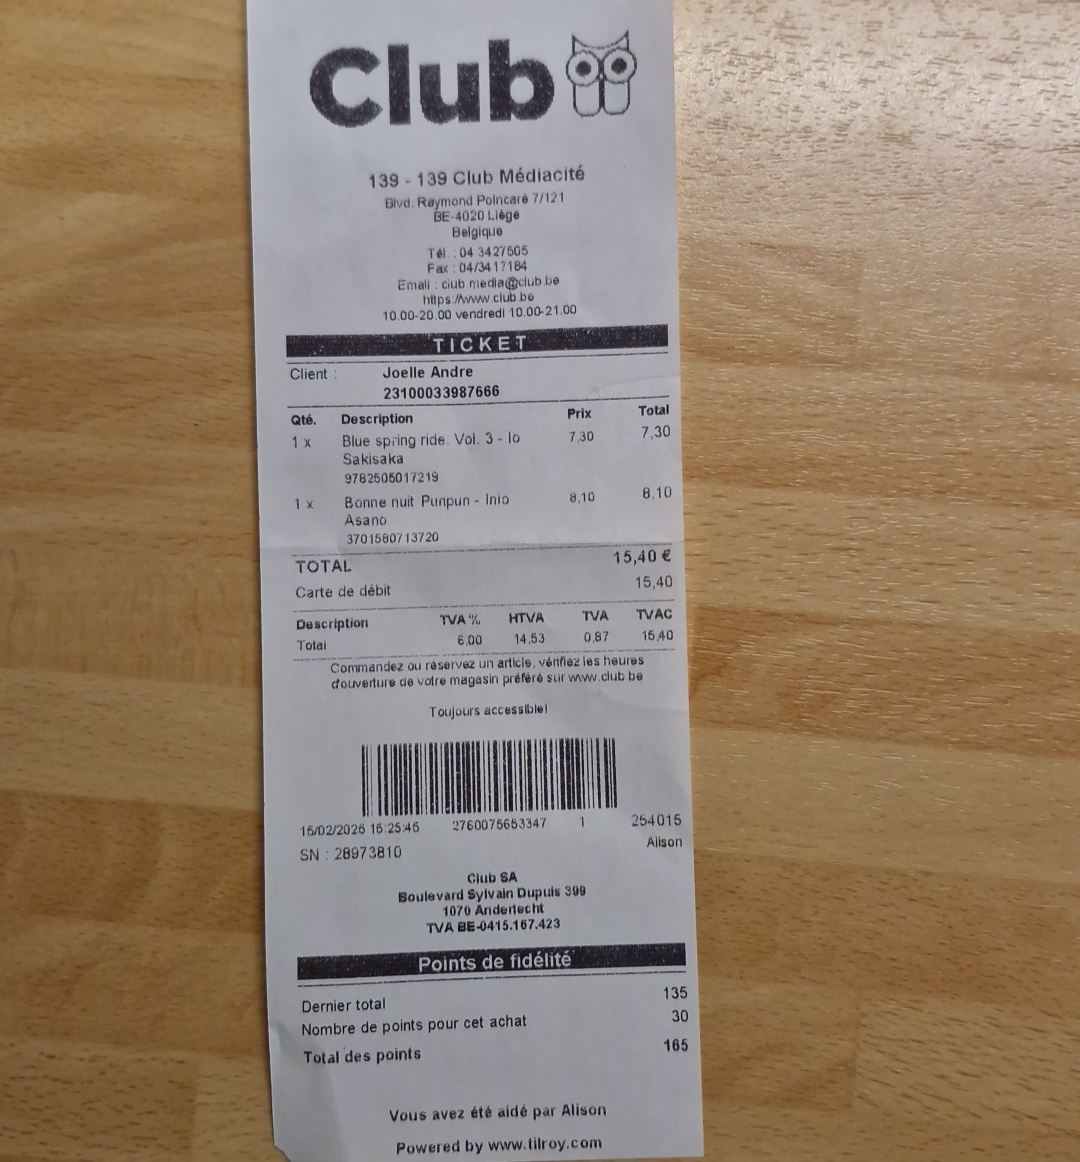 Club
139 - 139 Club Médiacité
Blvd. Raymond Poincaré 7/121
BE-4020 Liège
Belgique
Tél. : 04 3427505
Fax : 04/3417184
Email : club.media@club.be
https://www.club.be
10.00-20.00 vendredi 10.00-21.00
TICKET
Client : Joelle Andre
23100033987666
Qté. Description Prix Total
1 x Blue spring ride. Vol. 3 - Io 7,30 7,30
Sakisaka
9782505017219
1 x Bonne nuit Punpun - Inio 8,10 8,10
Asano
3701580713720
TOTAL 15,40 €
Carte de débit 15,40
Description TVA % HTVA TVA TVAC
Total 6,00 14,53 0,87 15,40
Commandez ou réservez un article, vérifiez les heures
d'ouverture de votre magasin préféré sur www.club.be
Toujours accessible!
15/02/2025 15:25:45 2760075653347 1 254015
Alison
SN : 28973810
Club SA
Boulevard Sylvain Dupuis 399
1070 Anderlecht
TVA BE-0415.167.423
Points de fidélité
Dernier total 135
Nombre de points pour cet achat 30
Total des points 165
Vous avez été aidé par Alison
Powered by www.tilroy.com